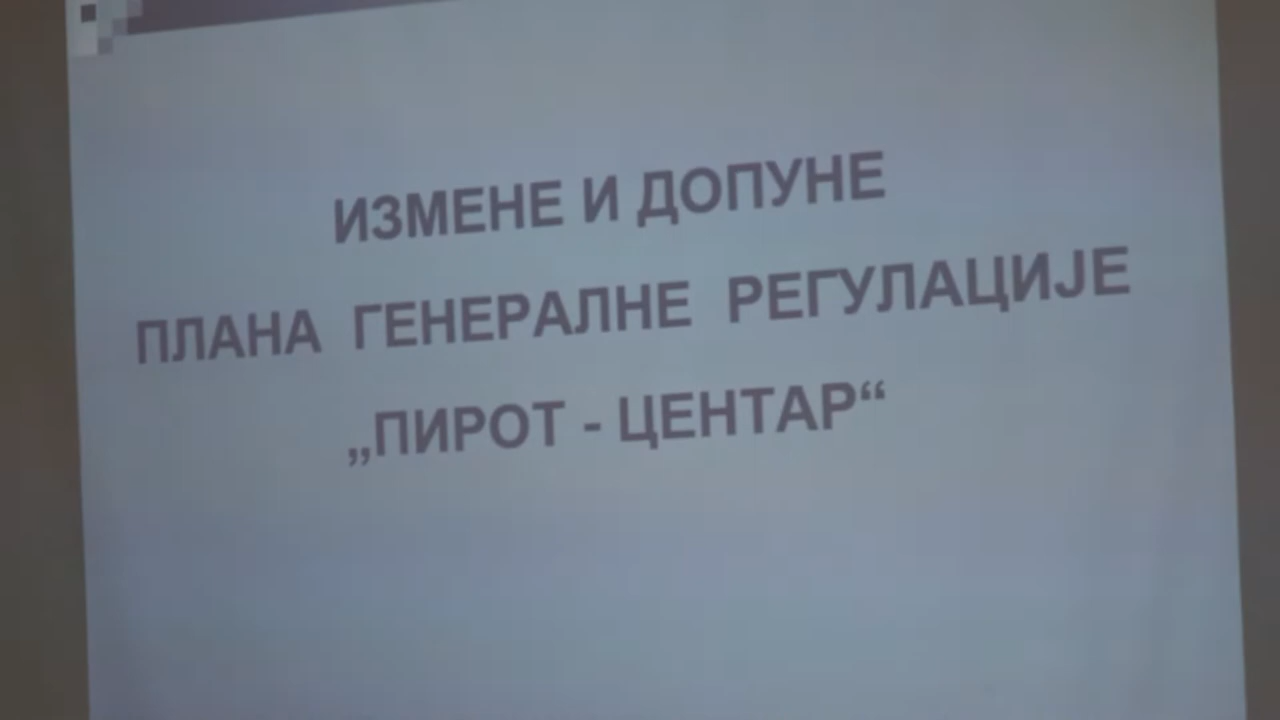 ИЗМЕНЕ И ДОПУНЕ
ПЛАНА ГЕНЕРАЛНЕ РЕГУЛАЦИЈЕ
„ПИРОТ - ЦЕНТАР“